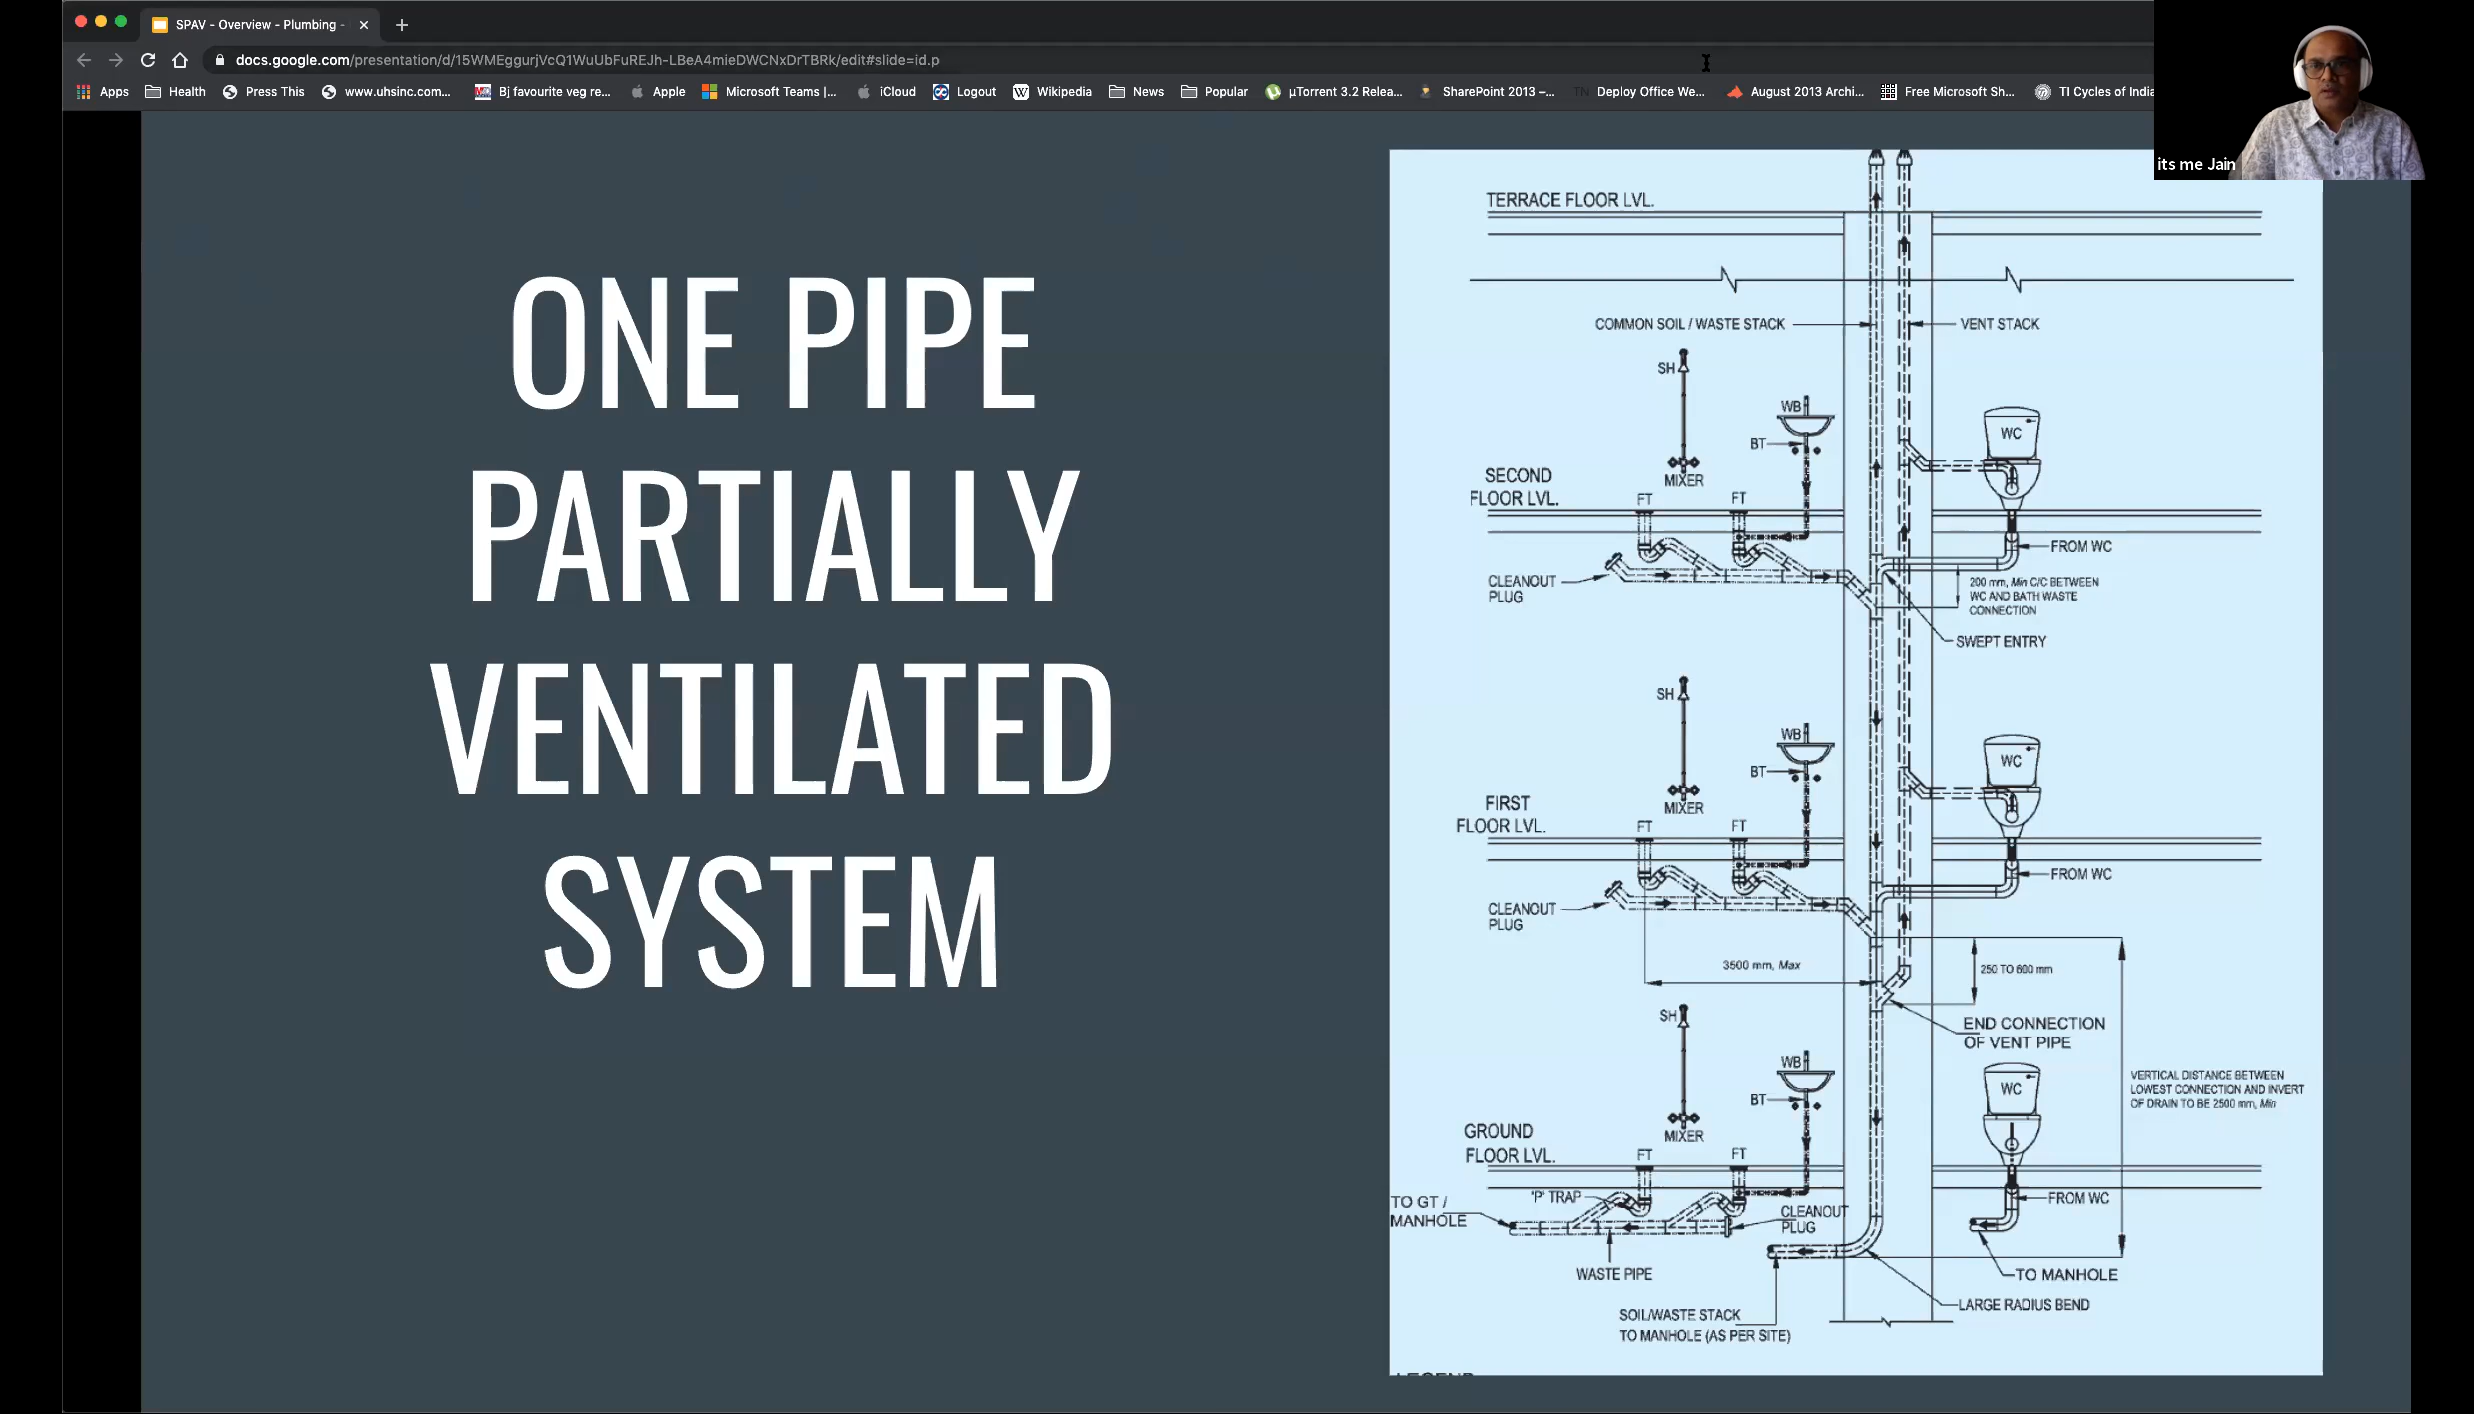 SPAV - Overview - Plumbing -
docs.google.com/presentation/d/15WMEggurjVcQ1WuUbFuREJh-LBeA4mieDWCNxDrTBRk/edit#slide=id.p
Apps Health Press This www.uhsinc.com... Bj favourite veg re... Apple Microsoft Teams |... iCloud Logout Wikipedia News Popular µTorrent 3.2 Relea... SharePoint 2013 –... TN Deploy Office We... August 2013 Archi... Free Microsoft Sh... TI Cycles of India
its me Jain
ONE PIPE
PARTIALLY
VENTILATED
SYSTEM
TERRACE FLOOR LVL.
COMMON SOIL / WASTE STACK
VENT STACK
SH
WB
WC
BT
MIXER
SECOND
FLOOR LVL.
FT
FT
FROM WC
CLEANOUT
PLUG
200 mm, Min C/C BETWEEN
WC AND BATH WASTE
CONNECTION
SWEPT ENTRY
SH
WB
WC
BT
MIXER
FIRST
FLOOR LVL.
FT
FT
FROM WC
CLEANOUT
PLUG
3500 mm, Max
250 TO 600 mm
SH
END CONNECTION
OF VENT PIPE
WB
WC
BT
VERTICAL DISTANCE BETWEEN
LOWEST CONNECTION AND INVERT
OF DRAIN TO BE 2500 mm, Min
MIXER
GROUND
FLOOR LVL.
FT
FT
TO GT /
MANHOLE
'P' TRAP
FROM WC
CLEANOUT
PLUG
WASTE PIPE
TO MANHOLE
LARGE RADIUS BEND
SOIL/WASTE STACK
TO MANHOLE (AS PER SITE)